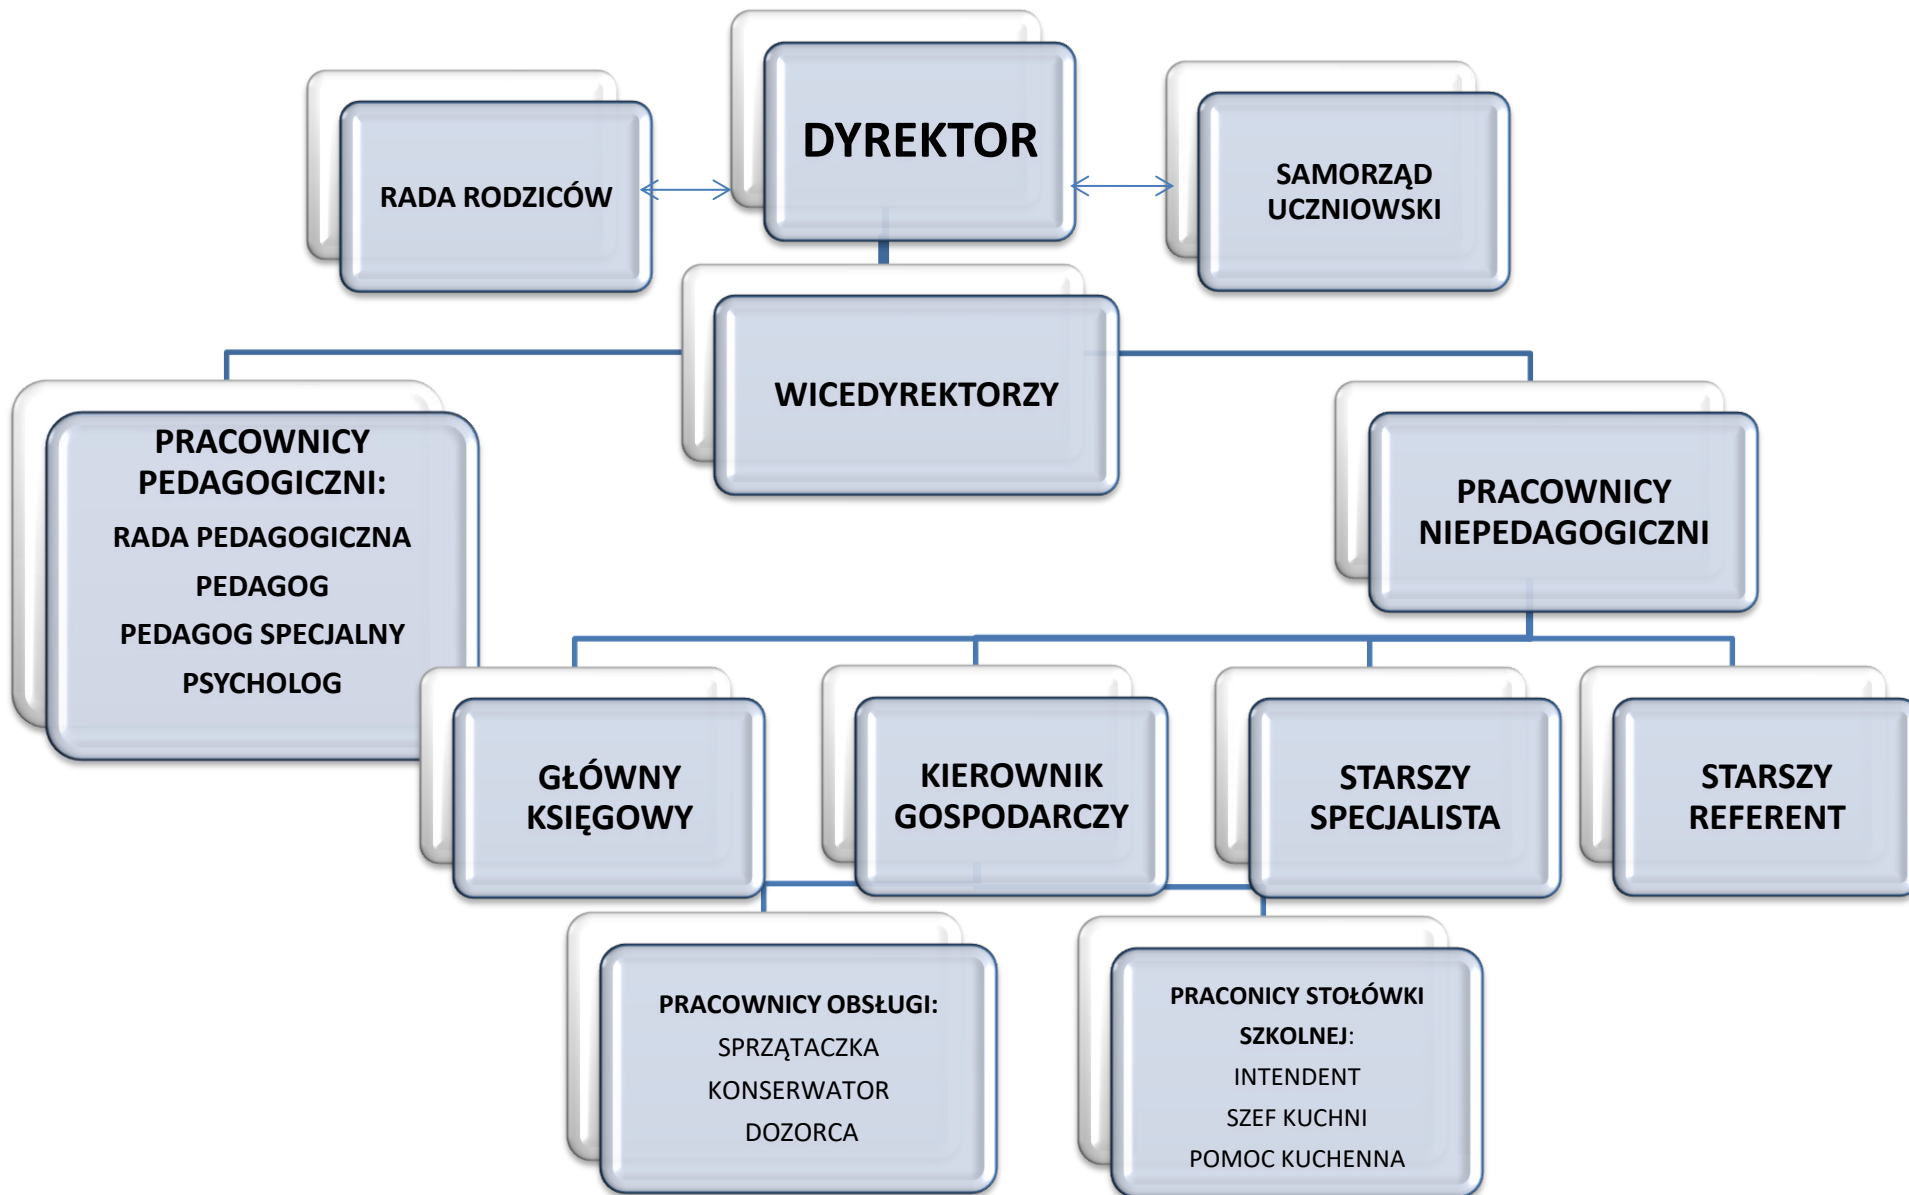 DYREKTOR
RADA RODZICÓW
SAMORZĄD
UCZNIOWSKI
WICEDYREKTORZY
PRACOWNICY
PEDAGOGICZNI:
RADA PEDAGOGICZNA
PEDAGOG
PEDAGOG SPECJALNY
PSYCHOLOG
PRACOWNICY
NIEPEDAGOGICZNI
GŁÓWNY
KSIĘGOWY
KIEROWNIK
GOSPODARCZY
STARSZY
SPECJALISTA
STARSZY
REFERENT
PRACOWNICY OBSŁUGI:
SPRZĄTACZKA
KONSERWATOR
DOZORCA
PRACONICY STOŁÓWKI
SZKOLNEJ:
INTENDENT
SZEF KUCHNI
POMOC KUCHENNA